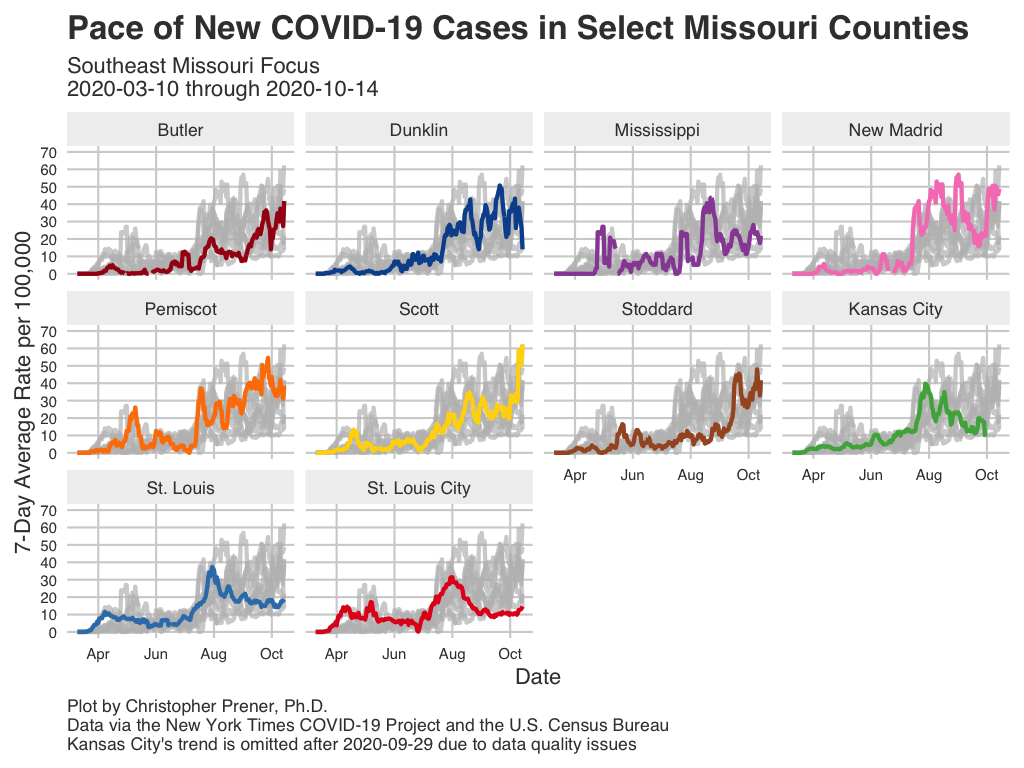 Pace of New COVID-19 Cases in Select Missouri Counties
Southeast Missouri Focus
2020-03-10 through 2020-10-14
7-Day Average Rate per 100,000
Butler
Dunklin
Mississippi
New Madrid
70
60
50
40
30
20
10
0
Pemiscot
Scott
Stoddard
Kansas City
70
60
50
40
30
20
10
0
Apr Jun Aug Oct
Apr Jun Aug Oct
St. Louis
St. Louis City
70
60
50
40
30
20
10
0
Apr Jun Aug Oct
Apr Jun Aug Oct
Date
Plot by Christopher Prener, Ph.D.
Data via the New York Times COVID-19 Project and the U.S. Census Bureau
Kansas City's trend is omitted after 2020-09-29 due to data quality issues